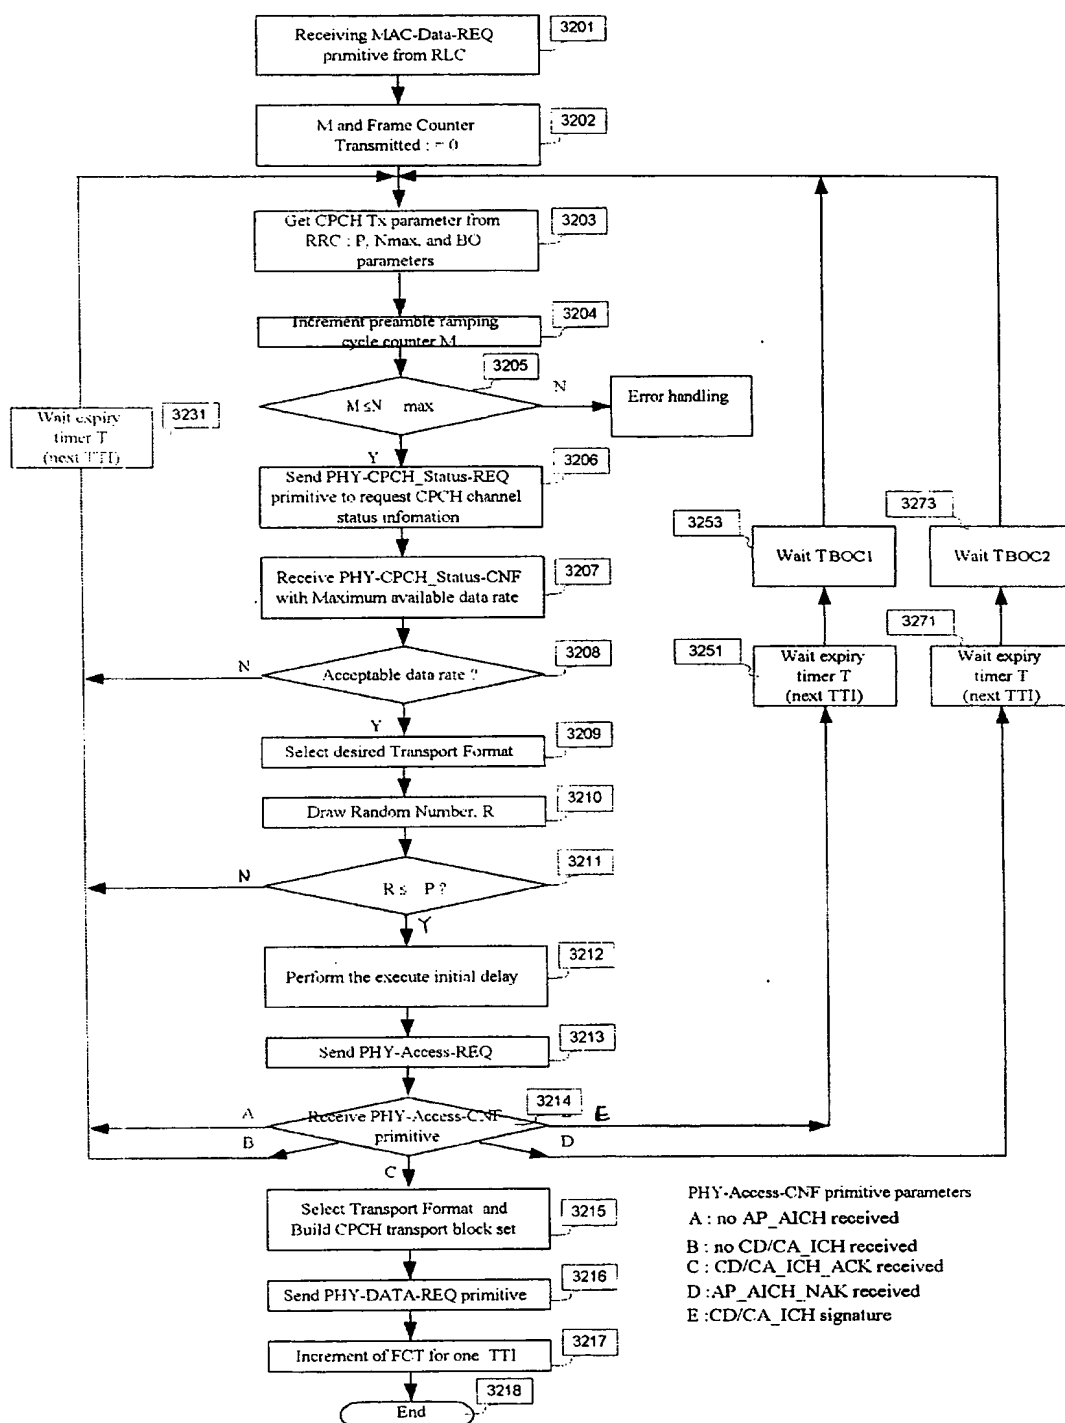 Receiving MAC-Data-REQ
primitive from RLC
3201
M and Frame Counter
Transmitted : = 0
3202
Get CPCH Tx parameter from
RRC : P, Nmax, and BO
parameters
3203
Increment preamble ramping
cycle counter M
3204
3205
M ≤N max
N
Error handling
Y
Wait expiry
timer T
(next TTI)
3231
Send PHY-CPCH_Status-REQ
primitive to request CPCH channel
status infomation
3206
Receive PHY-CPCH_Status-CNF
with Maximum available data rate
3207
3253
Wait TBOC1
3273
Wait TBOC2
3251
Wait expiry
timer T
(next TTI)
3271
Wait expiry
timer T
(next TTI)
N
Acceptable data rate ?
3208
Y
Select desired Transport Format
3209
Draw Random Number, R
3210
N
R ≤ P ?
3211
Y
Perform the execute initial delay
3212
Send PHY-Access-REQ
3213
A
B
Receive PHY-Access-CNF
primitive
3214
E
D
C
Select Transport Format and
Build CPCH transport block set
3215
Send PHY-DATA-REQ primitive
3216
Increment of FCT for one TTI
3217
End
3218
PHY-Access-CNF primitive parameters
A : no AP_AICH received
B : no CD/CA_ICH received
C : CD/CA_ICH_ACK received
D :AP_AICH_NAK received
E :CD/CA_ICH signature